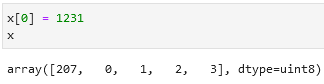 x[0] = 1231
x
array([207,   0,   1,   2,   3], dtype=uint8)